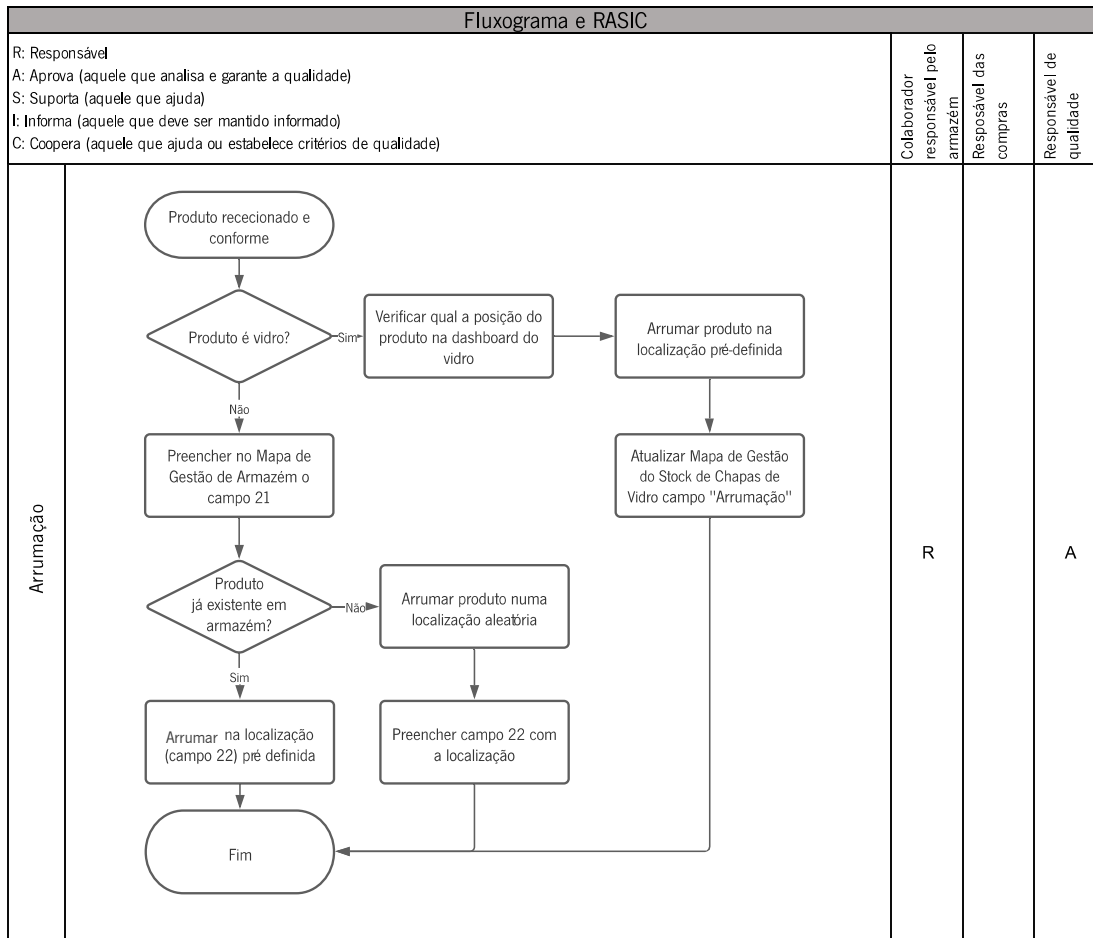 Fluxograma e RASIC
R: Responsável
A: Aprova (aquele que analisa e garante a qualidade)
S: Suporta (aquele que ajuda)
I: Informa (aquele que deve ser mantido informado)
C: Coopera (aquele que ajuda ou estabelece critérios de qualidade)
Colaborador
responsável pelo
armazém
Resposável das
compras
Responsável de
qualidade
Arrumação
Produto rececionado e
conforme
Produto é vidro?
Sim
Verificar qual a posição do
produto na dashboard do
vidro
Arrumar produto na
localização pré-definida
Não
Preencher no Mapa de
Gestão de Armazém o
campo 21
Atualizar Mapa de Gestão
do Stock de Chapas de
Vidro campo "Arrumação"
R
A
Produto
já existente em
armazém?
Não
Arrumar produto numa
localização aleatória
Sim
Arrumar na localização
(campo 22) pré definida
Preencher campo 22 com
a localização
Fim